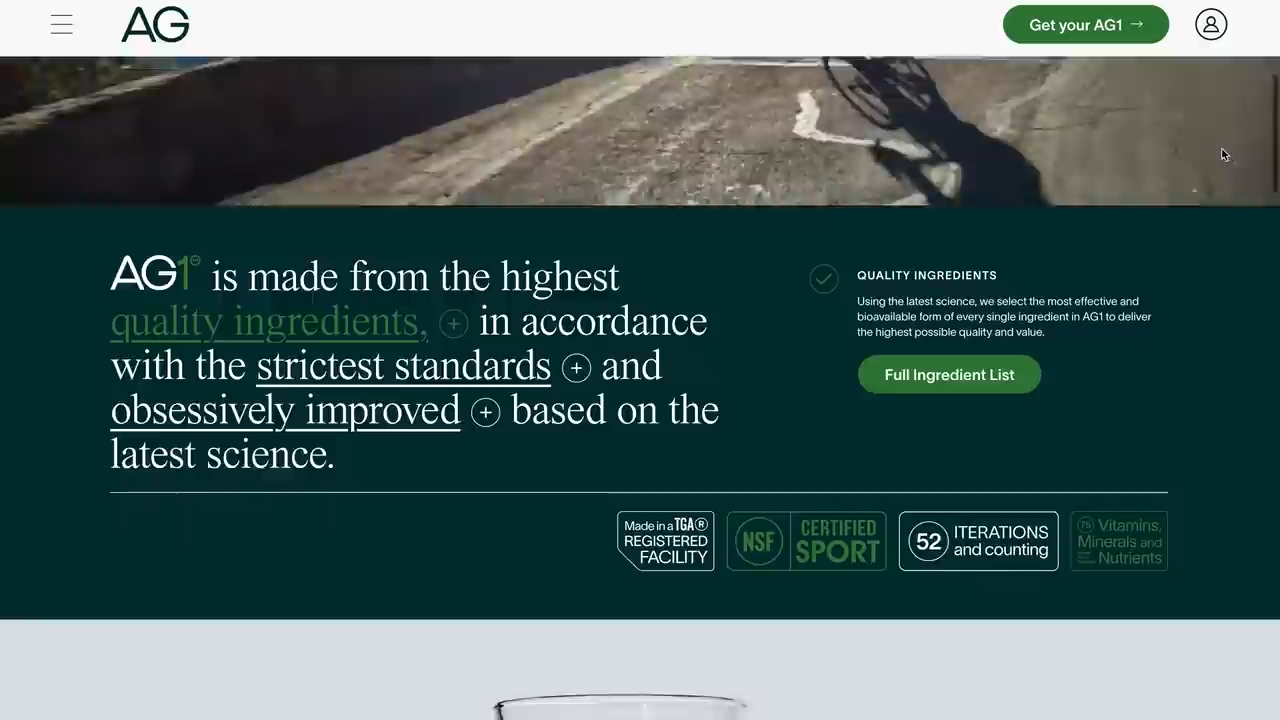 AG
Get your AG1 →
AG1 is made from the highest
quality ingredients, + in accordance
with the strictest standards + and
obsessively improved + based on the
latest science.
QUALITY INGREDIENTS
Using the latest science, we select the most effective and
bioavailable form of every single ingredient in AG1 to deliver
the highest possible quality and value.
Full Ingredient List
Made in a TGA®
REGISTERED
FACILITY
NSF
CERTIFIED
SPORT
52
ITERATIONS
and counting
75 Vitamins,
Minerals and
Nutrients